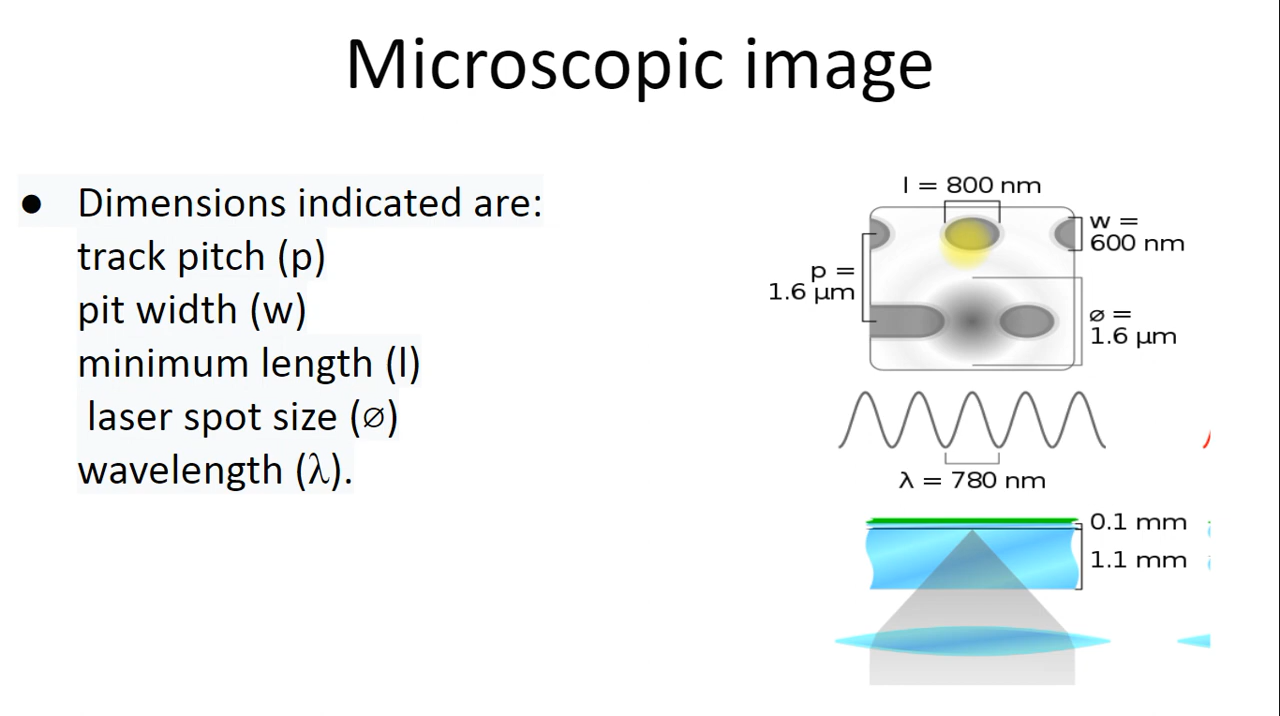 Microscopic image
● Dimensions indicated are:
track pitch (p)
pit width (w)
minimum length (l)
laser spot size (∅)
wavelength (λ).
l = 800 nm
w =
600 nm
p =
1.6 µm
∅ =
1.6 µm
λ = 780 nm
0.1 mm
1.1 mm